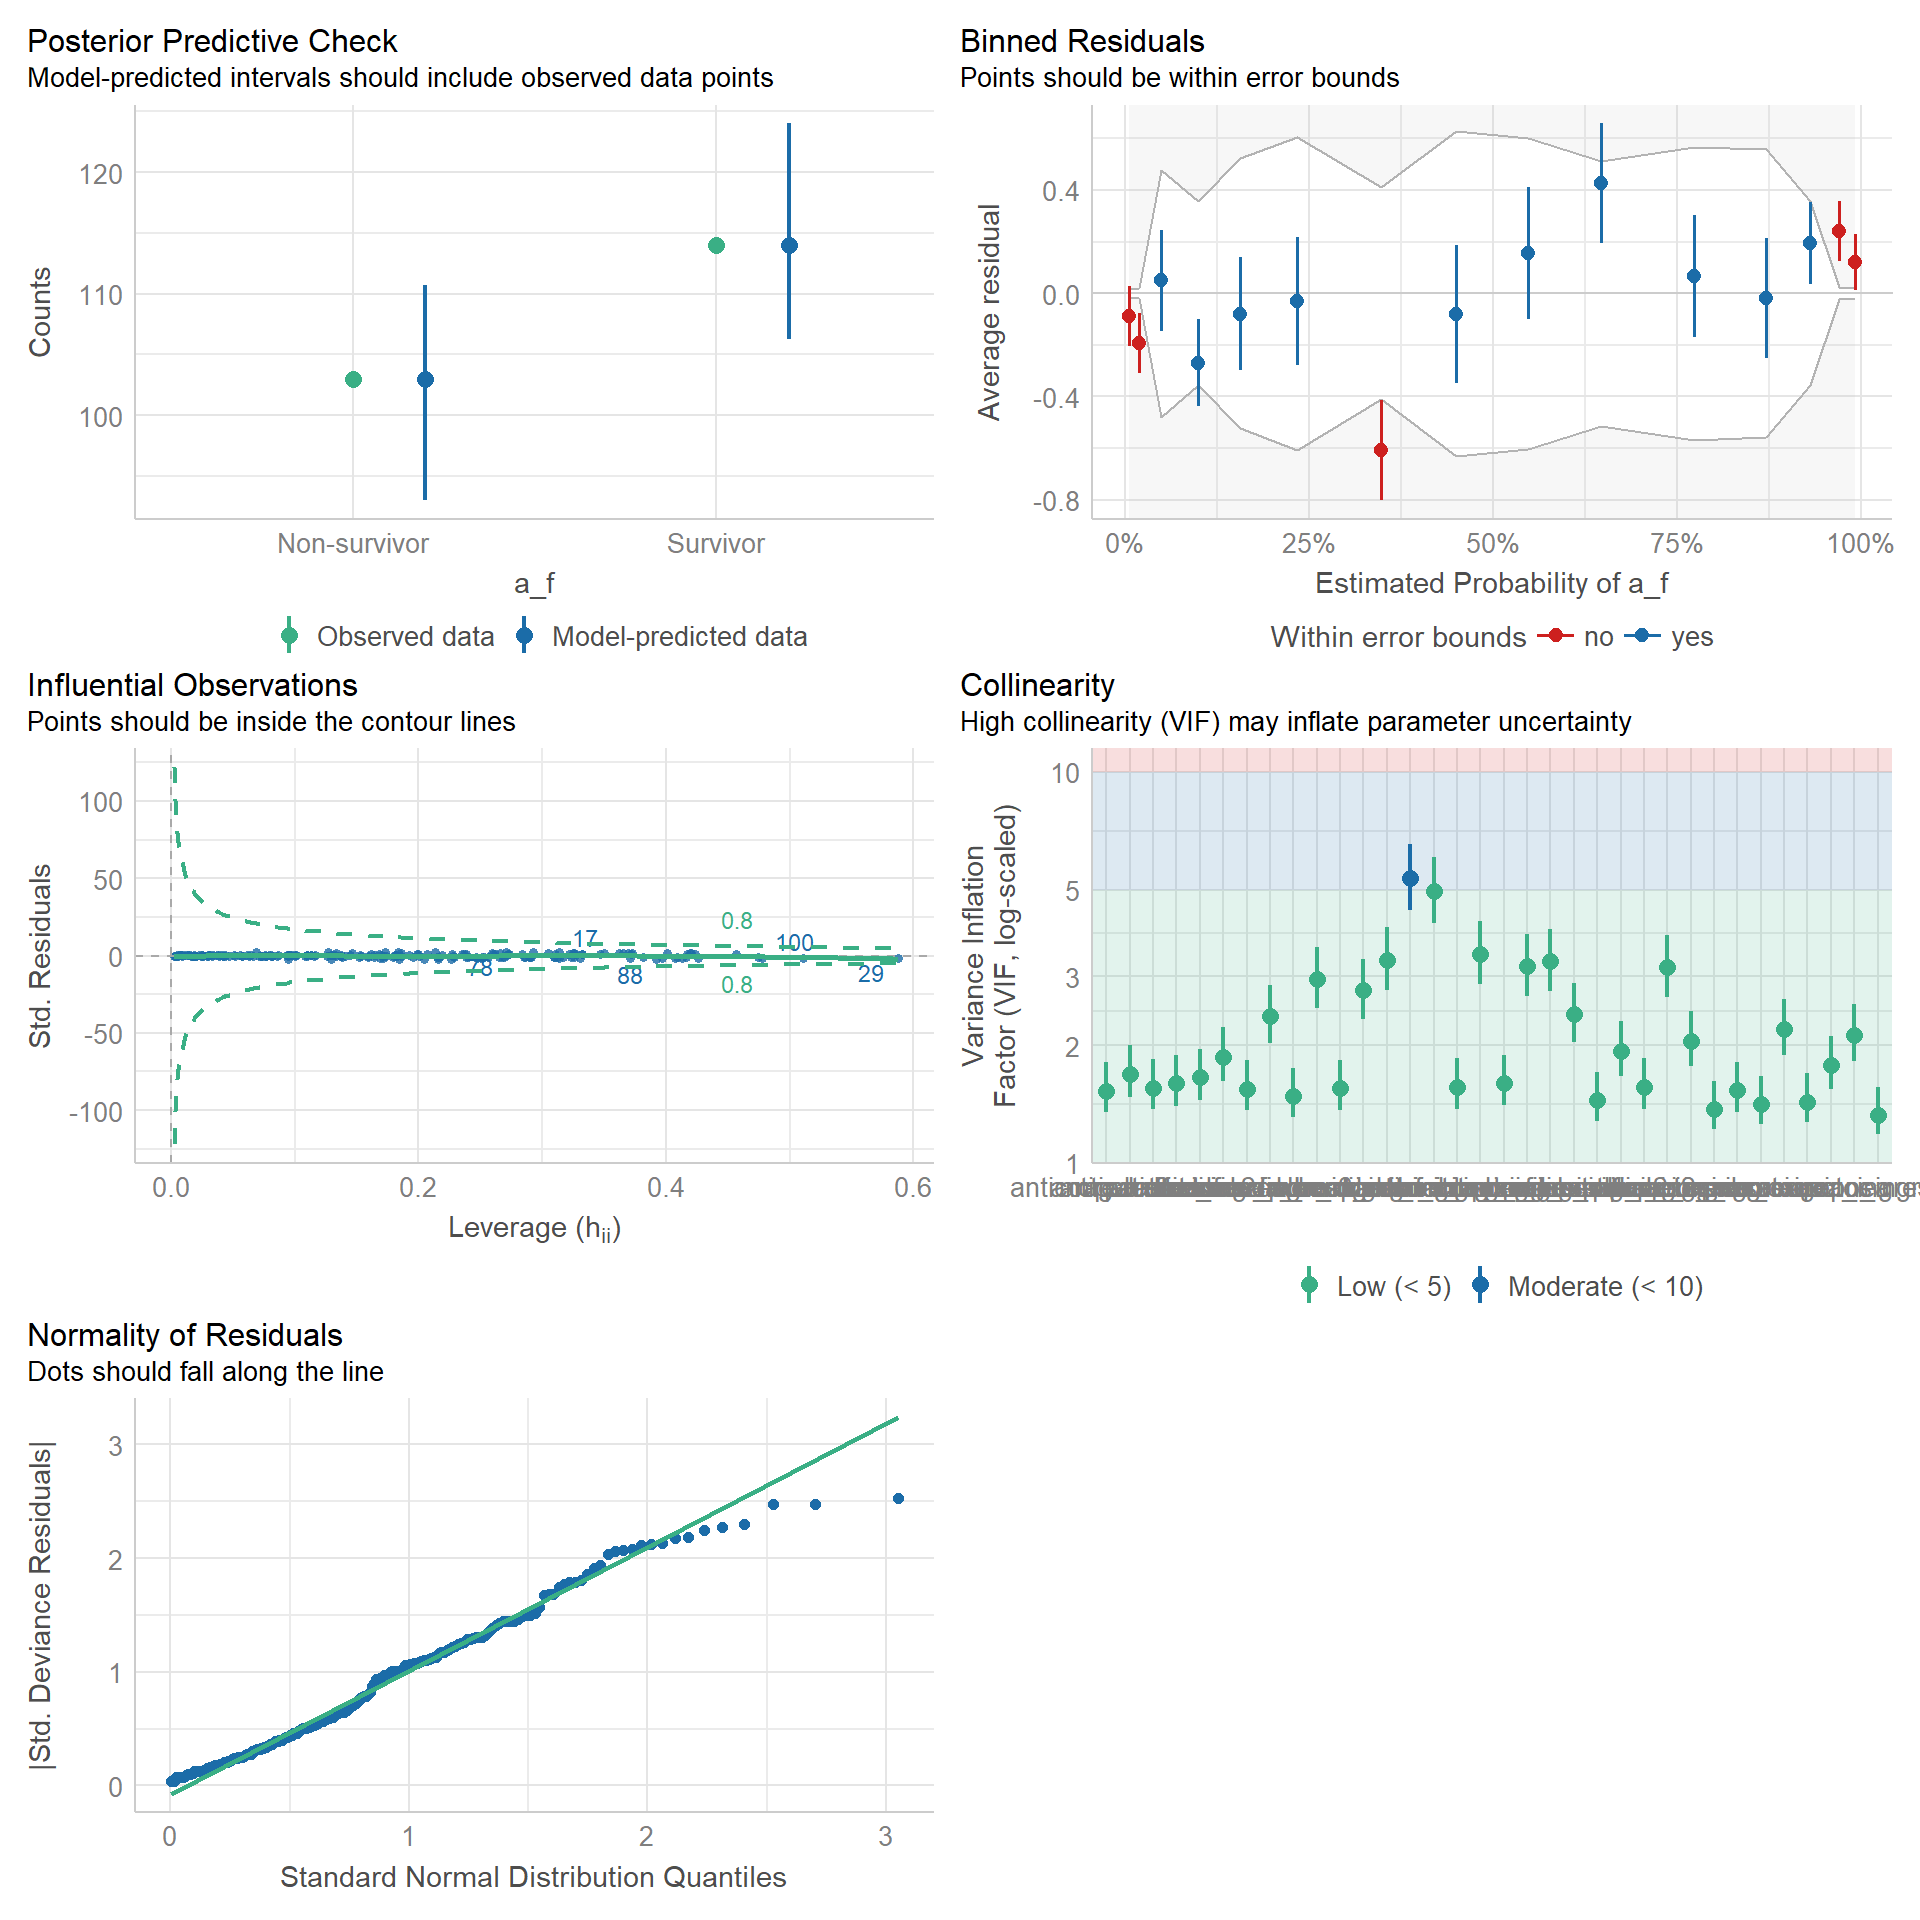 Posterior Predictive Check
Model-predicted intervals should include observed data points
Counts
120
110
100
Non-survivor
Survivor
a_f
Observed data
Model-predicted data
Binned Residuals
Points should be within error bounds
Average residual
0.4
0.0
-0.4
-0.8
0%
25%
50%
75%
100%
Estimated Probability of a_f
Within error bounds
no
yes
Influential Observations
Points should be inside the contour lines
Std. Residuals
100
50
0
-50
-100
0.8
17
100
78
88
29
0.8
0.0
0.2
0.4
0.6
Leverage (hii)
Collinearity
High collinearity (VIF) may inflate parameter uncertainty
Variance Inflation
Factor (VIF, log-scaled)
10
5
3
2
1
Low (< 5)
Moderate (< 10)
Normality of Residuals
Dots should fall along the line
|Std. Deviance Residuals|
3
2
1
0
0
1
2
3
Standard Normal Distribution Quantiles